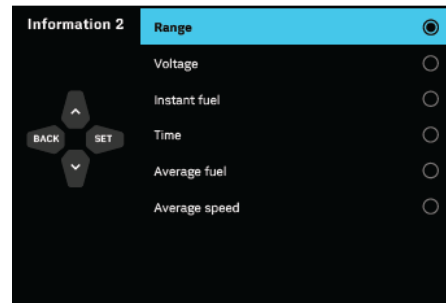 Information 2
Range
Voltage
Instant fuel
BACK
SET
Time
Average fuel
Average speed